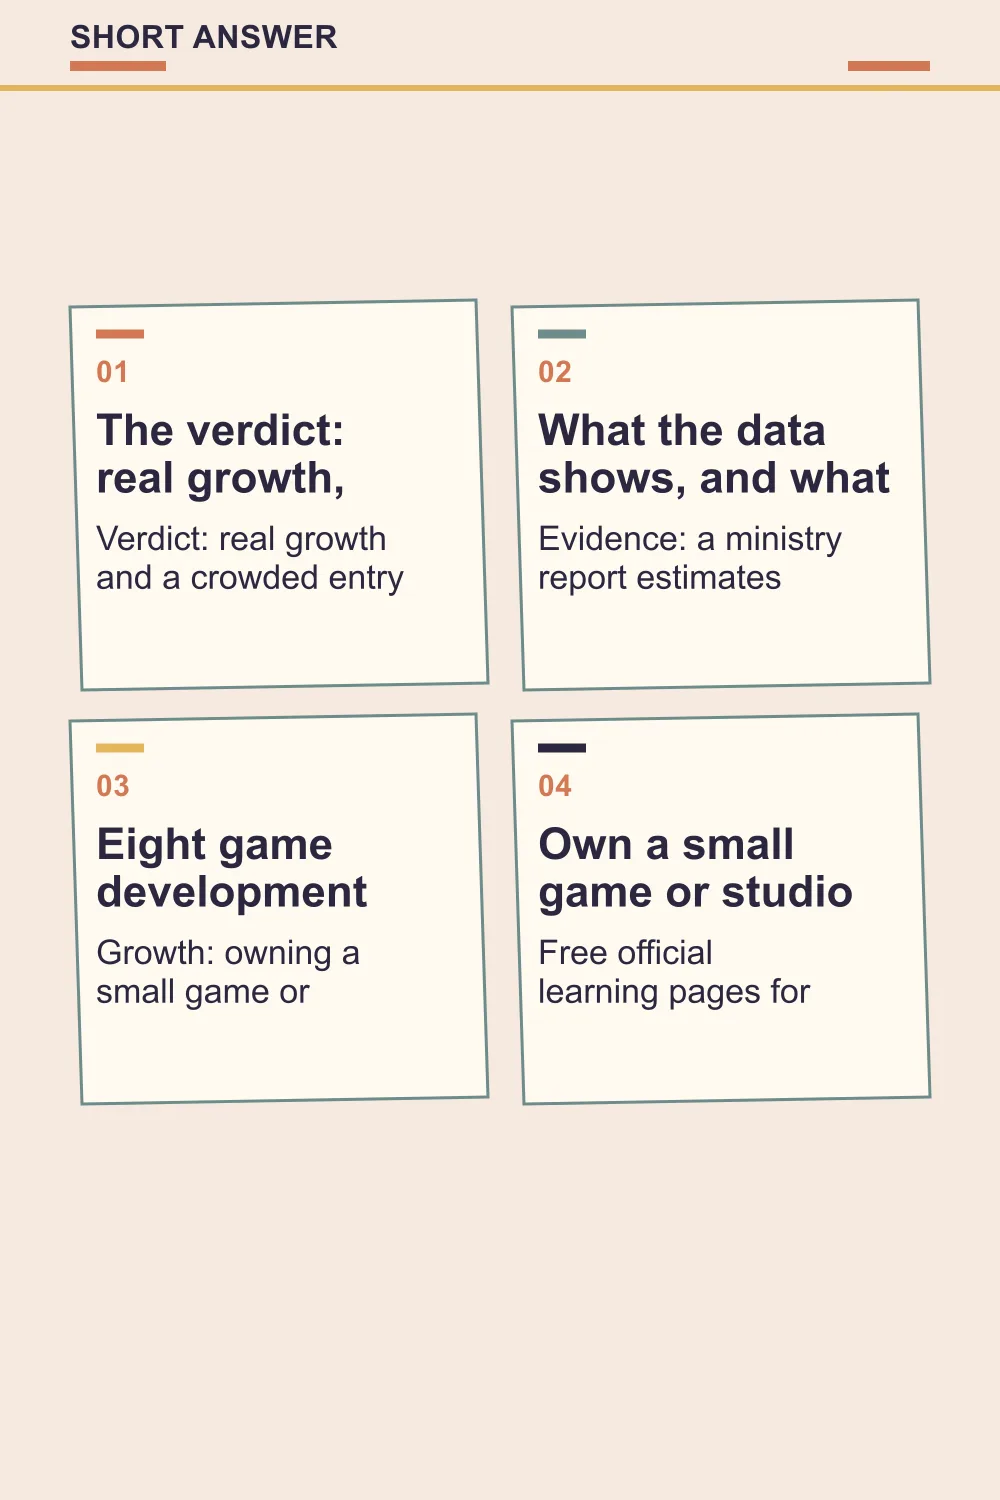 SHORT ANSWER
01
The verdict:
real growth,
Verdict: real growth
and a crowded entry
02
What the data
shows, and what
Evidence: a ministry
report estimates
03
Eight game
development
Growth: owning a
small game or
04
Own a small
game or studio
Free official
learning pages for